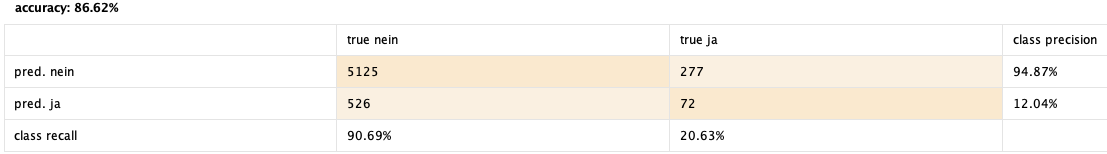 accuracy: 86.62%
true nein true ja class precision
pred. nein 5125 277 94.87%
pred. ja 526 72 12.04%
class recall 90.69% 20.63%